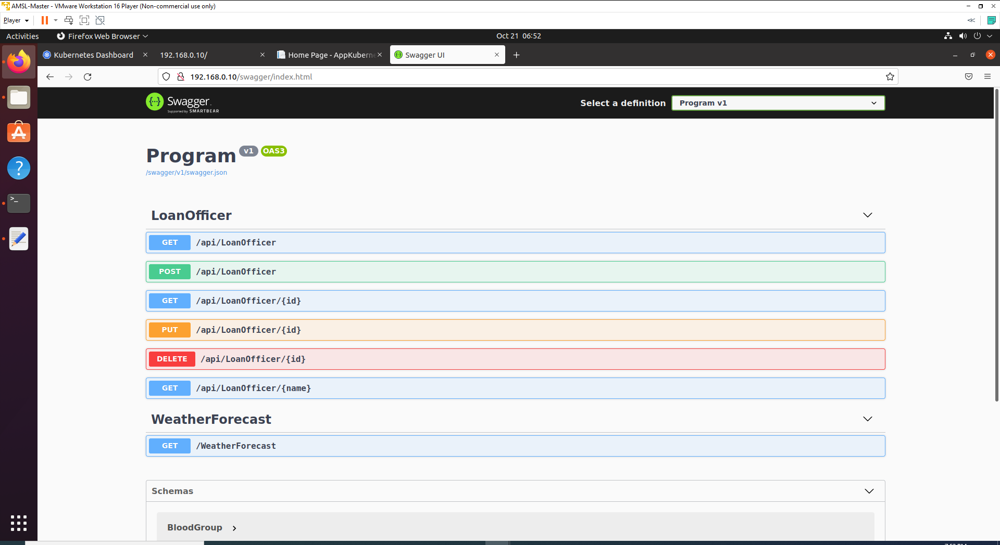 AMSL-Master - VMware Workstation 16 Player (Non-commercial use only)
Player
Activities
Firefox Web Browser
Oct 21 06:52
Kubernetes Dashboard
192.168.0.10/
Home Page - AppKuberne
Swagger UI
192.168.0.10/swagger/index.html
Swagger
Supported by SMARTBEAR
Select a definition
Program v1
Program v1 OAS3
/swagger/v1/swagger.json
LoanOfficer
GET /api/LoanOfficer
POST /api/LoanOfficer
GET /api/LoanOfficer/{id}
PUT /api/LoanOfficer/{id}
DELETE /api/LoanOfficer/{id}
GET /api/LoanOfficer/{name}
WeatherForecast
GET /WeatherForecast
Schemas
BloodGroup